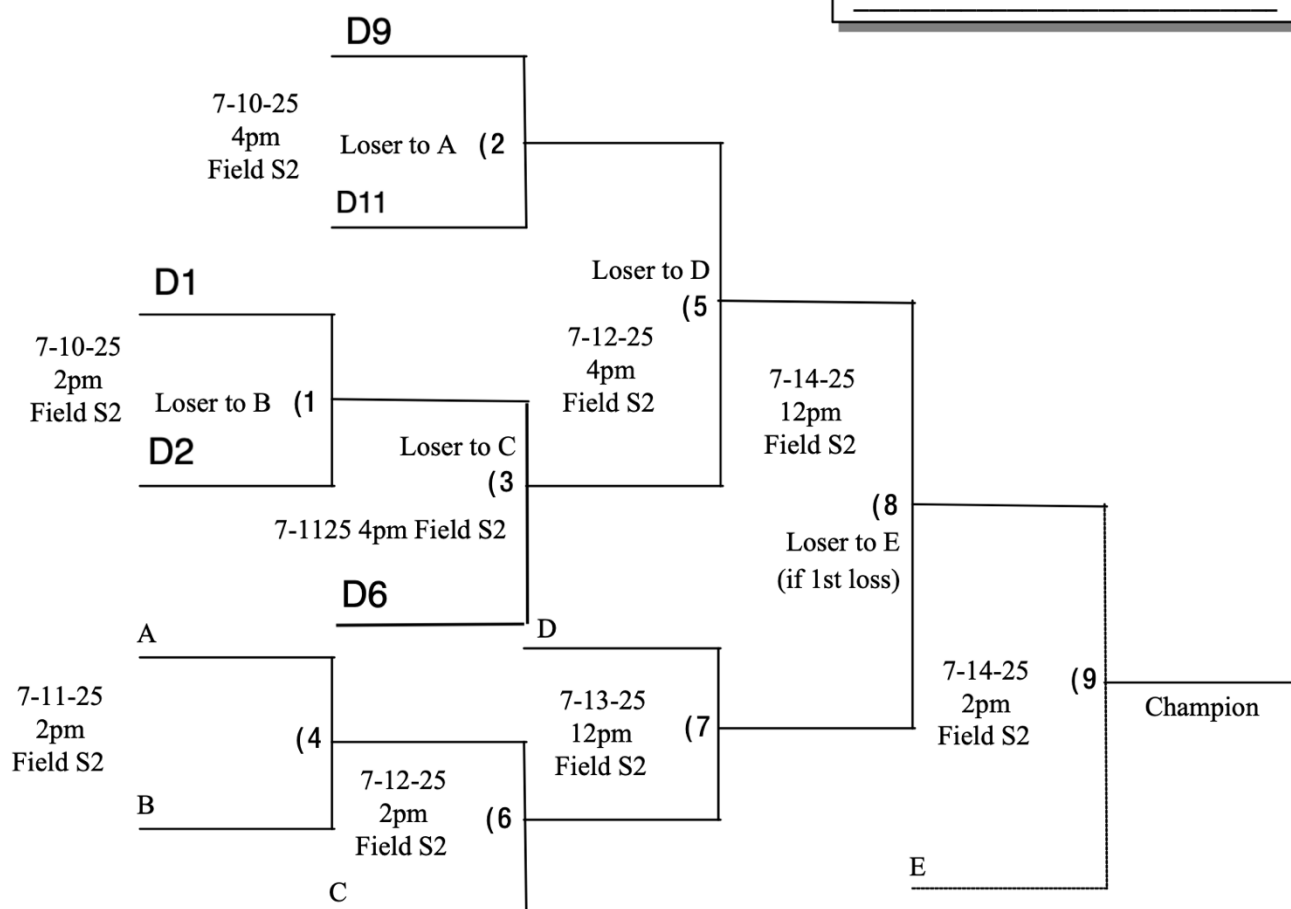 D9
7-10-25
4pm
Field S2
Loser to A (2
D11
D1
7-10-25
2pm
Field S2
Loser to B (1
D2
Loser to D
(5
7-12-25
4pm
Field S2
Loser to C
(3
7-1125 4pm Field S2
D6
7-14-25
12pm
Field S2
(8
Loser to E
(if 1st loss)
A
7-11-25
2pm
Field S2
(4
B
7-12-25
2pm
Field S2
(6
C
D
7-13-25
12pm
Field S2
(7
7-14-25
2pm
Field S2
(9
Champion
E